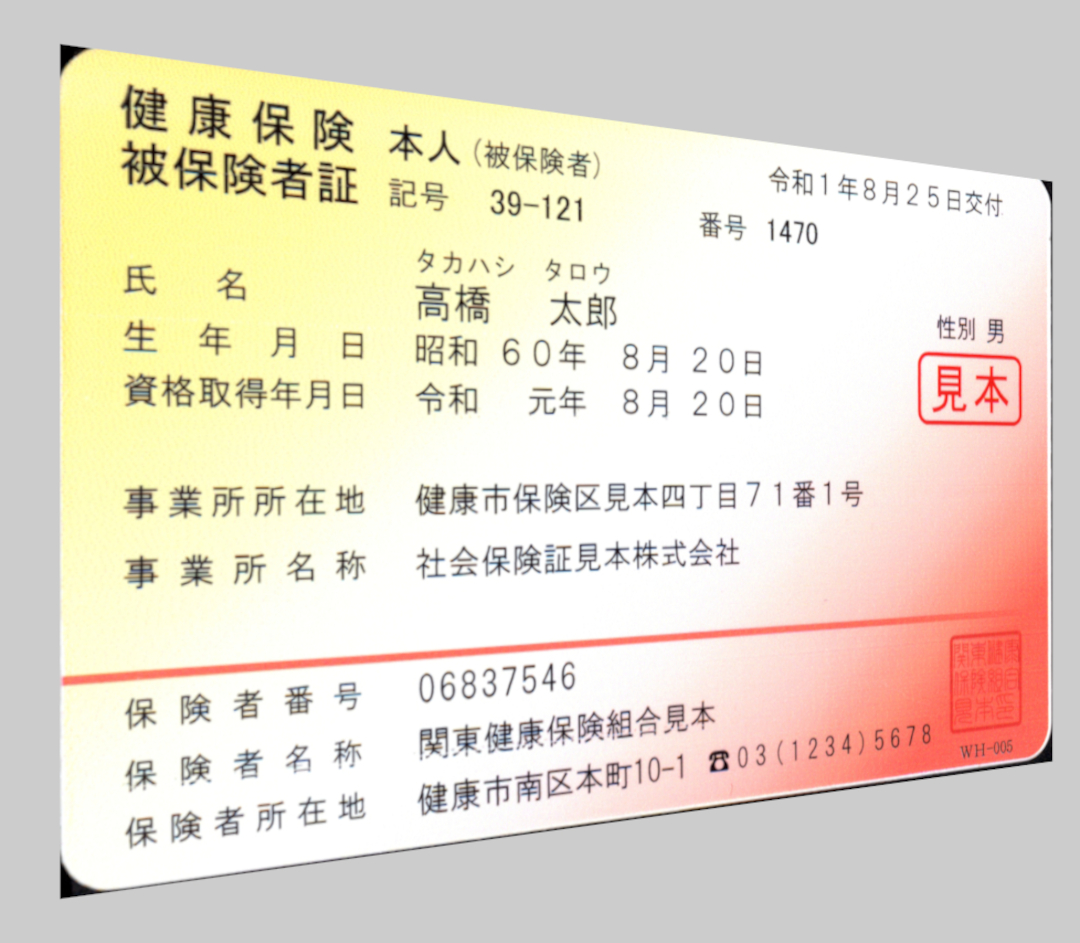 健康保険 本人(被保険者) 令和1年8月25日交付
被保険者証 記号 39-121 番号 1470
タカハシ タロウ
氏名 高橋 太郎
性別 男
生年月日 昭和 60年 8月 20日
資格取得年月日 令和 元年 8月 20日
見本
事業所所在地 健康市保険区見本四丁目71番1号
事業所名称 社会保険証見本株式会社
保険者番号 06837546
保険者名称 関東健康保険組合見本
保険者所在地 健康市南区本町10-1 ☎03(1234)5678
WH-005